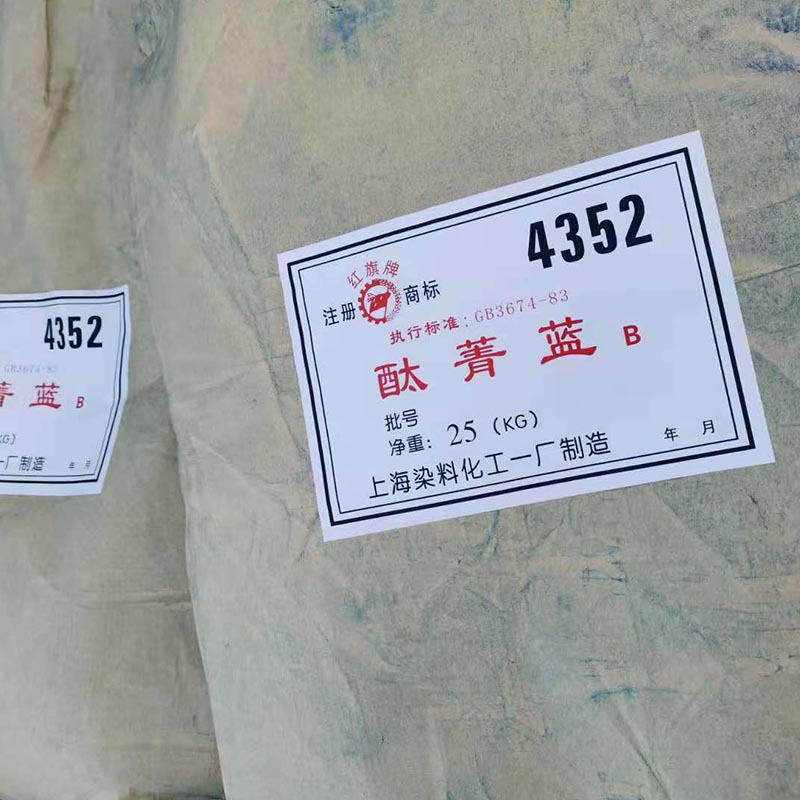 4352
GB3674-83
菁 蓝 B
KG)
一厂制造
年 月
4352
红旗牌
注册 商标
执行标准: GB3674-83
酞 菁 蓝 B
批号
净重: 25 (KG)
年 月
上海染料化工一厂制造